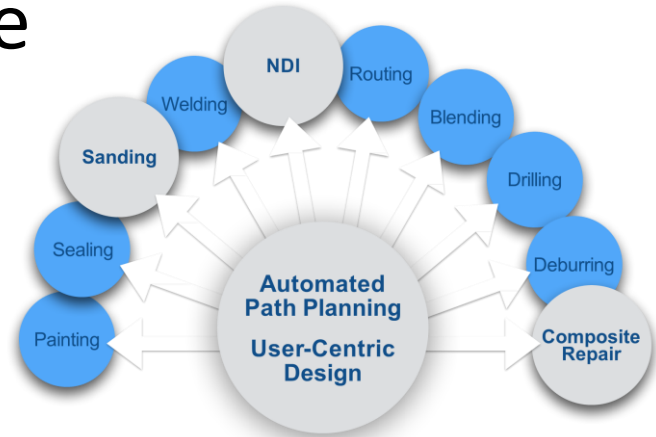 e
NDI
Welding
Routing
Sanding
Blending
Drilling
Sealing
Deburring
Painting
Automated
Path Planning
User-Centric
Design
Composite
Repair